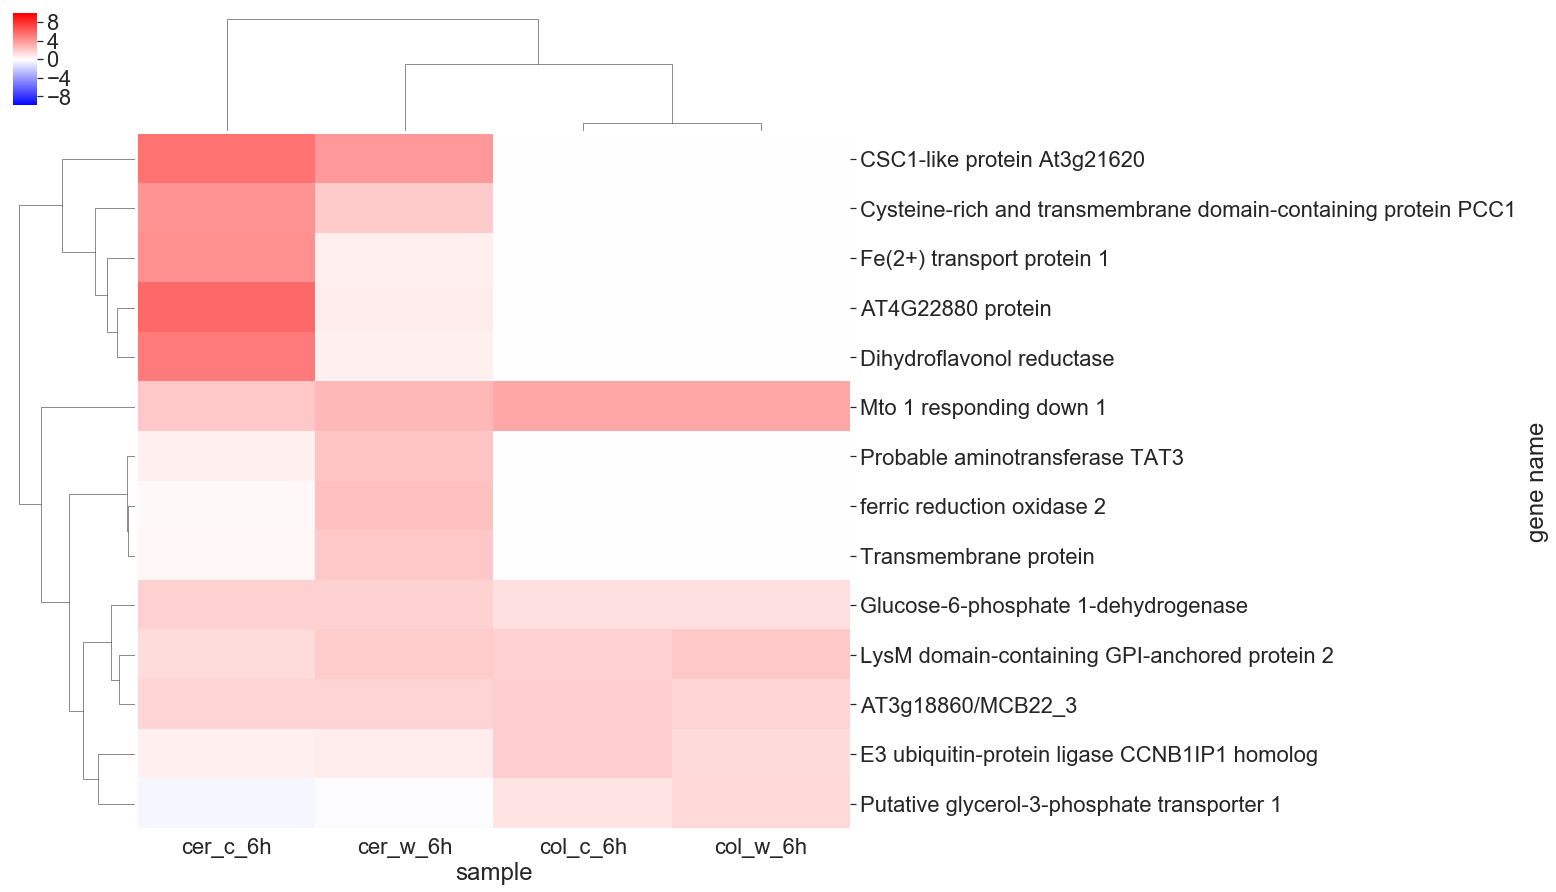 8
4
0
−4
−8
CSC1-like protein At3g21620
Cysteine-rich and transmembrane domain-containing protein PCC1
Fe(2+) transport protein 1
AT4G22880 protein
Dihydroflavonol reductase
Mto 1 responding down 1
Probable aminotransferase TAT3
ferric reduction oxidase 2
Transmembrane protein
Glucose-6-phosphate 1-dehydrogenase
LysM domain-containing GPI-anchored protein 2
AT3g18860/MCB22_3
E3 ubiquitin-protein ligase CCNB1IP1 homolog
Putative glycerol-3-phosphate transporter 1
gene name
cer_c_6h cer_w_6h col_c_6h col_w_6h
sample